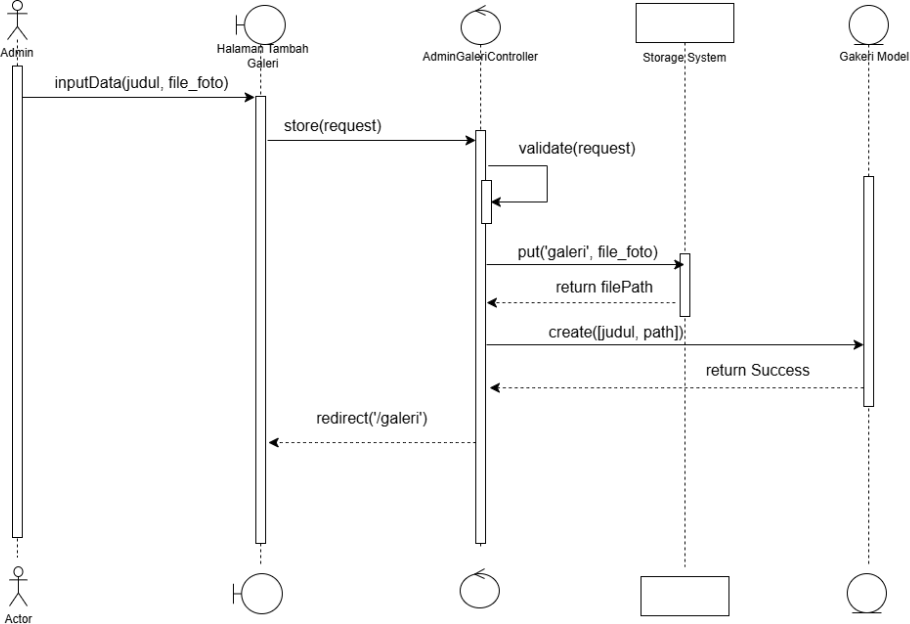 Admin
Halaman Tambah
Galeri
AdminGaleriController
Storage System
Gakeri Model
inputData(judul, file_foto)
store(request)
validate(request)
put('galeri', file_foto)
return filePath
create([judul, path])
return Success
redirect('/galeri')
Actor